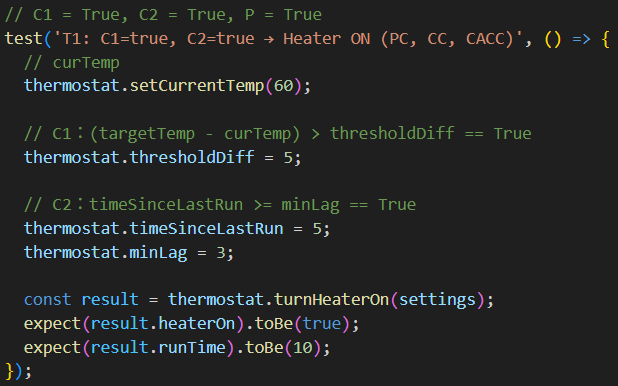 // C1 = True, C2 = True, P = True
test('T1: C1=true, C2=true → Heater ON (PC, CC, CACC)', () => {
  // curTemp
  thermostat.setCurrentTemp(60);

  // C1：(targetTemp - curTemp) > thresholdDiff == True
  thermostat.thresholdDiff = 5;

  // C2：timeSinceLastRun >= minLag == True
  thermostat.timeSinceLastRun = 5;
  thermostat.minLag = 3;

  const result = thermostat.turnHeaterOn(settings);
  expect(result.heaterOn).toBe(true);
  expect(result.runTime).toBe(10);
});